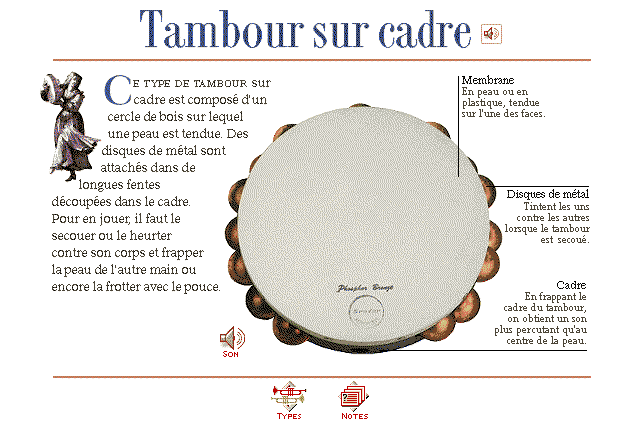 Tambour sur cadre
CE TYPE DE TAMBOUR sur
cadre est composé d'un
cercle de bois sur lequel
une peau est tendue. Des
disques de métal sont
attachés dans de
longues fentes
découpées dans le cadre.
Pour en jouer, il faut le
secouer ou le heurter
contre son corps et frapper
la peau de l'autre main ou
encore la frotter avec le pouce.
Membrane
En peau ou en
plastique, tendue
sur l'une des faces.
Disques de métal
Tintent les uns
contre les autres
lorsque le tambour
est secoué.
Cadre
En frappant le
cadre du tambour,
on obtient un son
plus percutant qu'au
centre de la peau.
Phosphor Bronze
SON
TYPES
NOTES